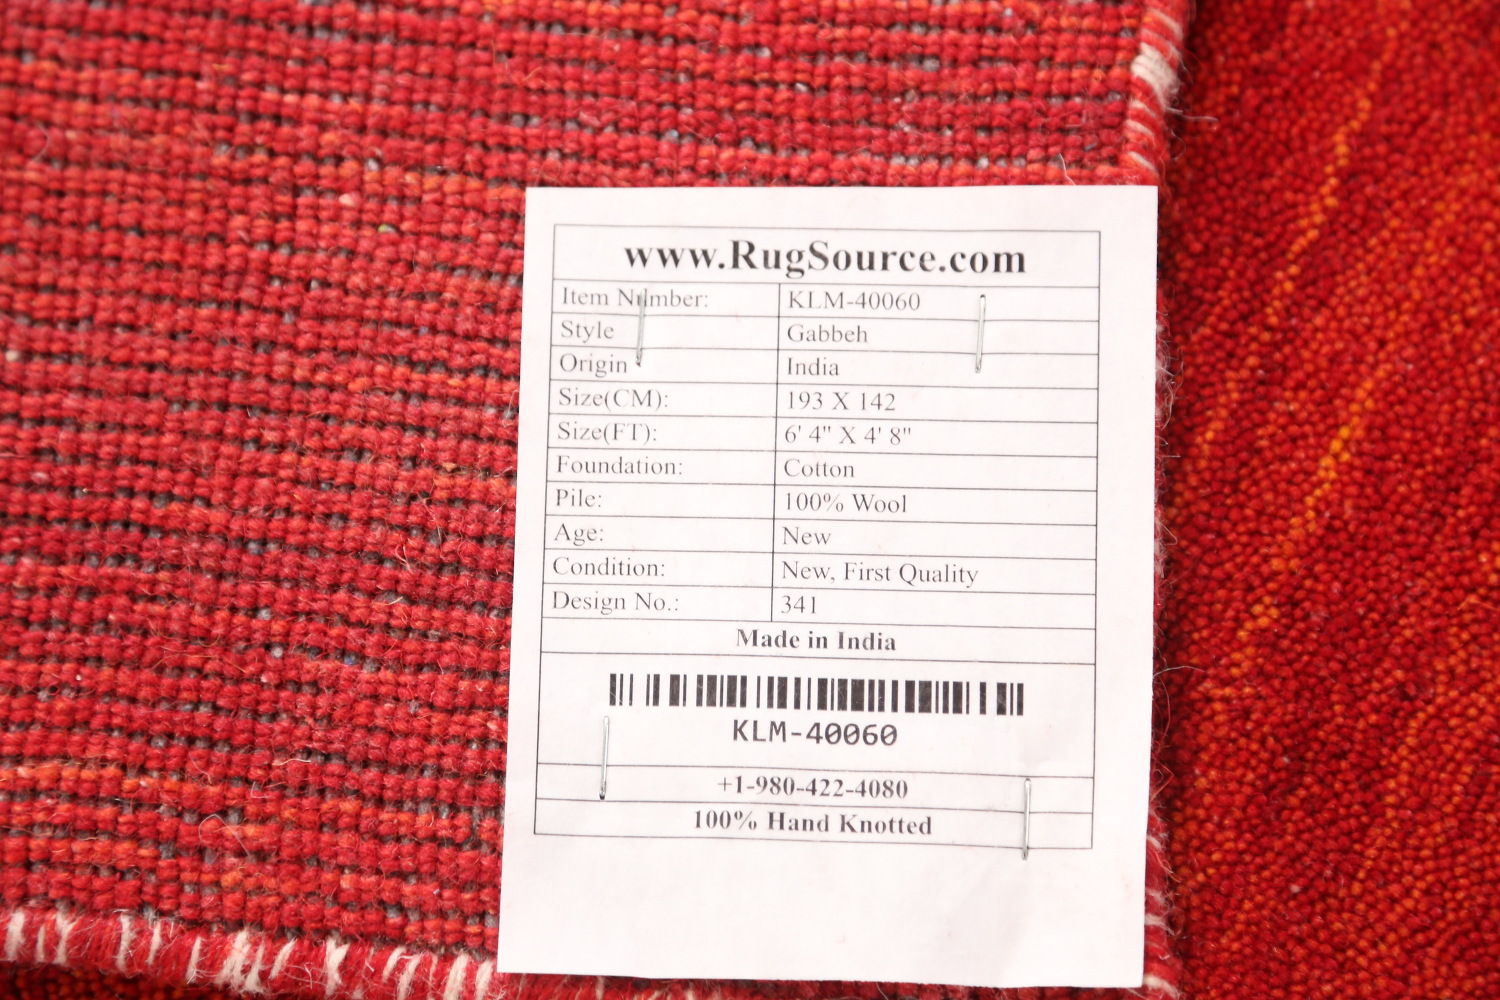 www.RugSource.com
Item Number: KLM-40060
Style Gabbeh
Origin India
Size(CM): 193 X 142
Size(FT): 6' 4" X 4' 8"
Foundation: Cotton
Pile: 100% Wool
Age: New
Condition: New, First Quality
Design No.: 341
Made in India
KLM-40060
+1-980-422-4080
100% Hand Knotted